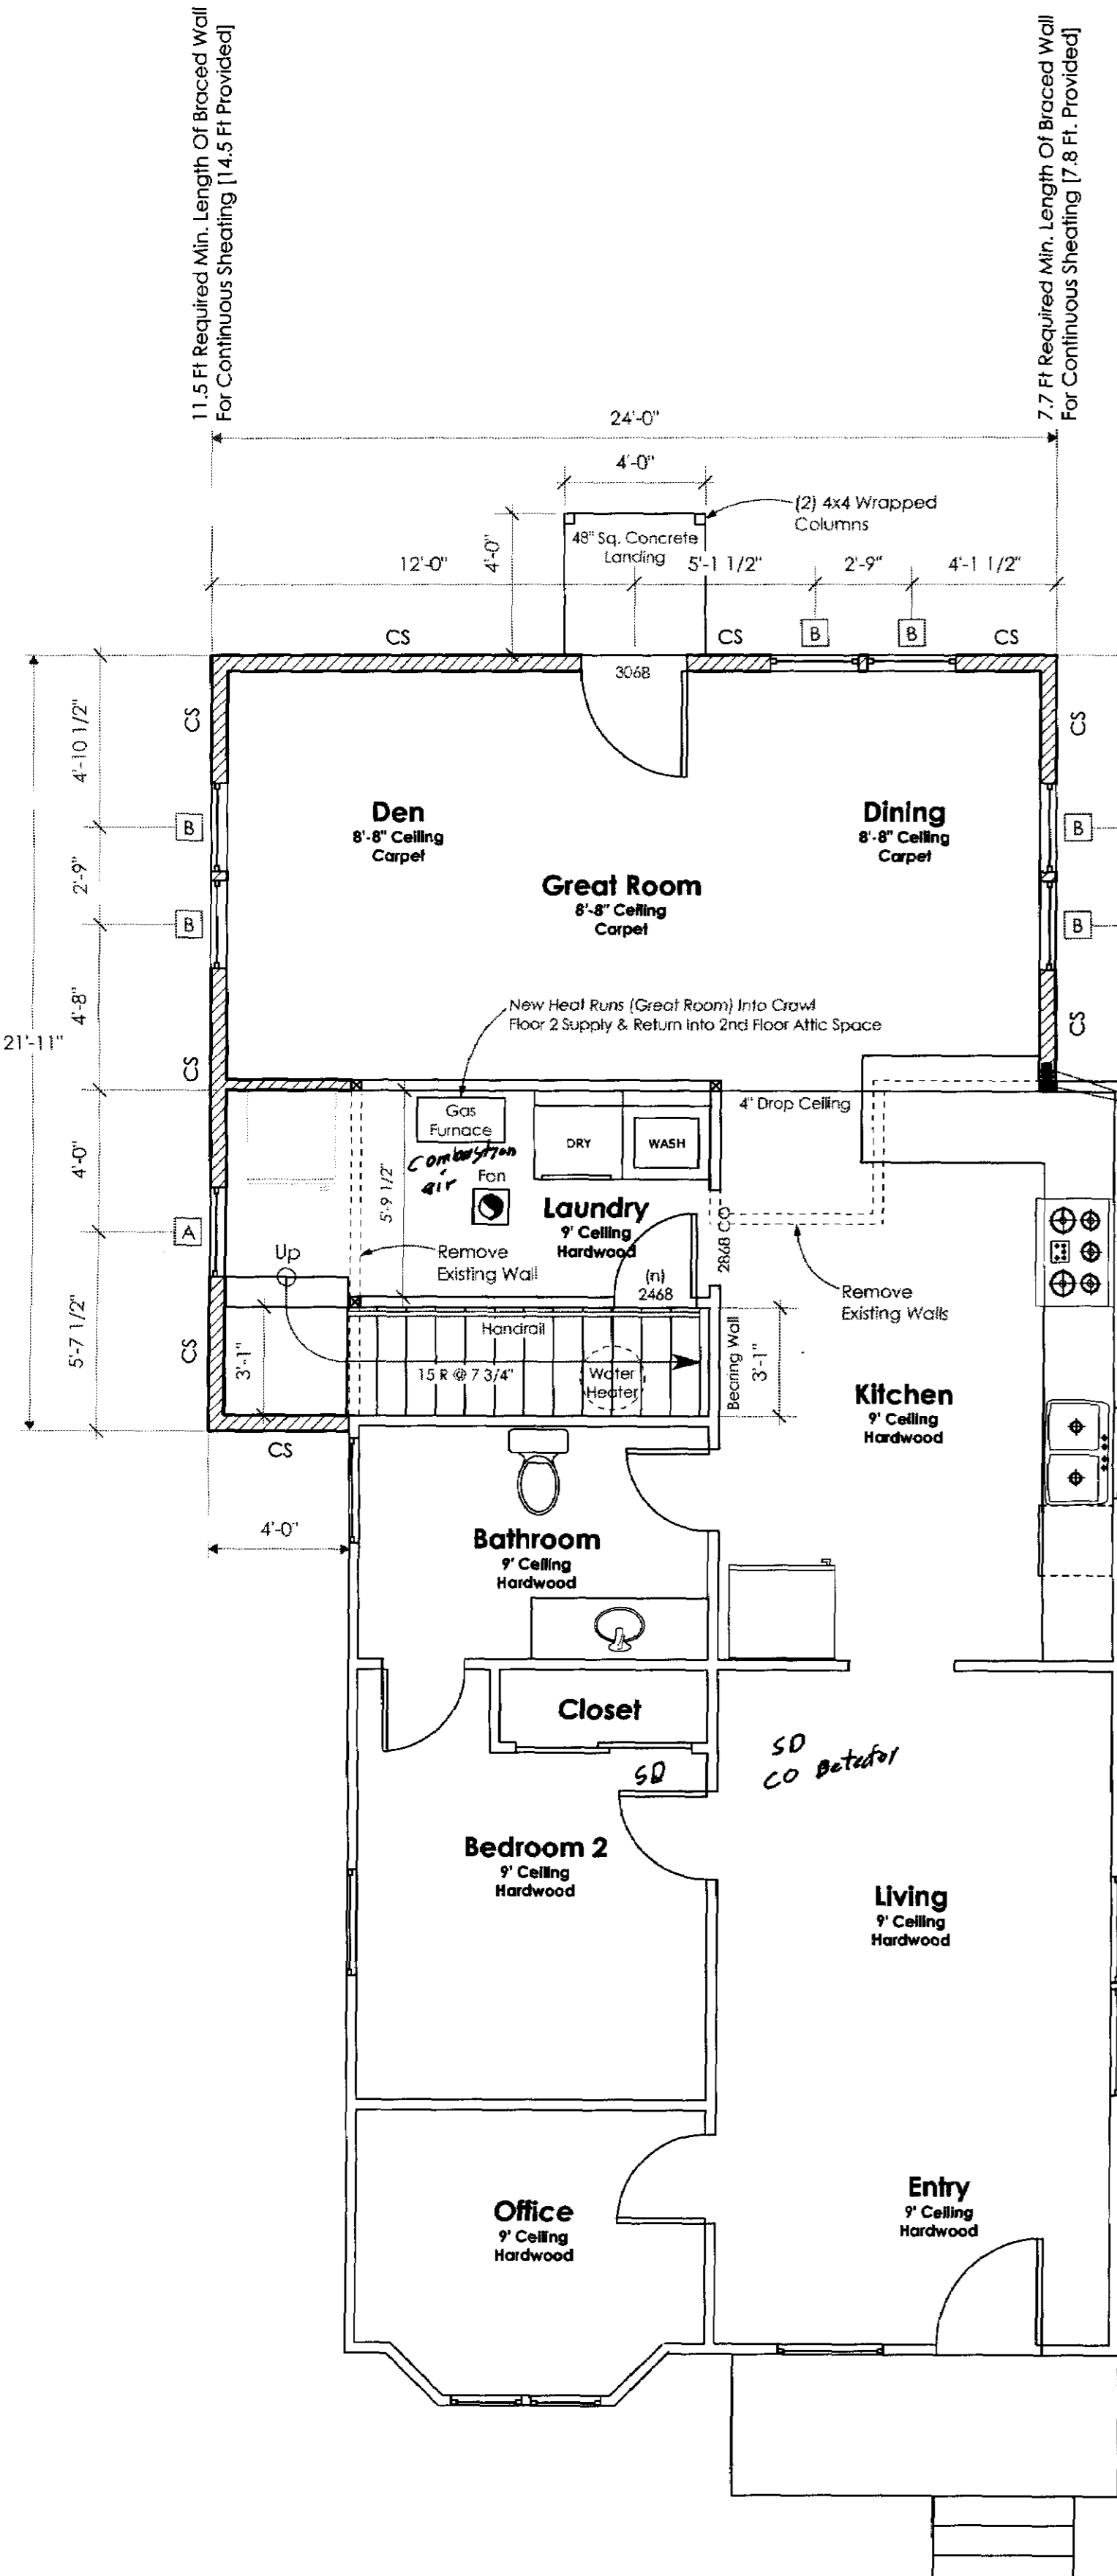 11.5 Ft Required Min. Length Of Braced Wall
For Continuous Sheating [14.5 Ft Provided]
7.7 Ft Required Min. Length Of Braced Wall
For Continuous Sheating [7.8 Ft. Provided]
24'-0"
4'-0"
(2) 4x4 Wrapped
Columns
48" Sq. Concrete
Landing
4'-0"
12'-0"
5'-1 1/2"
2'-9"
4'-1 1/2"
B
B
CS
CS
CS
3068
CS
CS
4'-10 1/2"
Den
8'-8" Ceiling
Carpet
Dining
8'-8" Ceiling
Carpet
B
B
2'-9"
Great Room
8'-8" Ceiling
Carpet
B
B
4'-8"
New Heat Runs (Great Room) Into Crawl
Floor 2 Supply & Return Into 2nd Floor Attic Space
CS
21'-11"
CS
4" Drop Ceiling
Gas
Furnace
DRY
WASH
Combustion
air
Fan
4'-0"
5'-9 1/2"
Laundry
9' Ceiling
Hardwood
2868 CO
A
Up
Remove
Existing Wall
(n)
2468
Remove
Existing Walls
5'-7 1/2"
CS
3'-1"
Handrail
15 R @ 7 3/4"
Water
Heater
Bearing Wall
3'-1"
Kitchen
9' Ceiling
Hardwood
CS
4'-0"
Bathroom
9' Ceiling
Hardwood
Closet
SD
SD
CO Detector
Bedroom 2
9' Ceiling
Hardwood
Living
9' Ceiling
Hardwood
Office
9' Ceiling
Hardwood
Entry
9' Ceiling
Hardwood